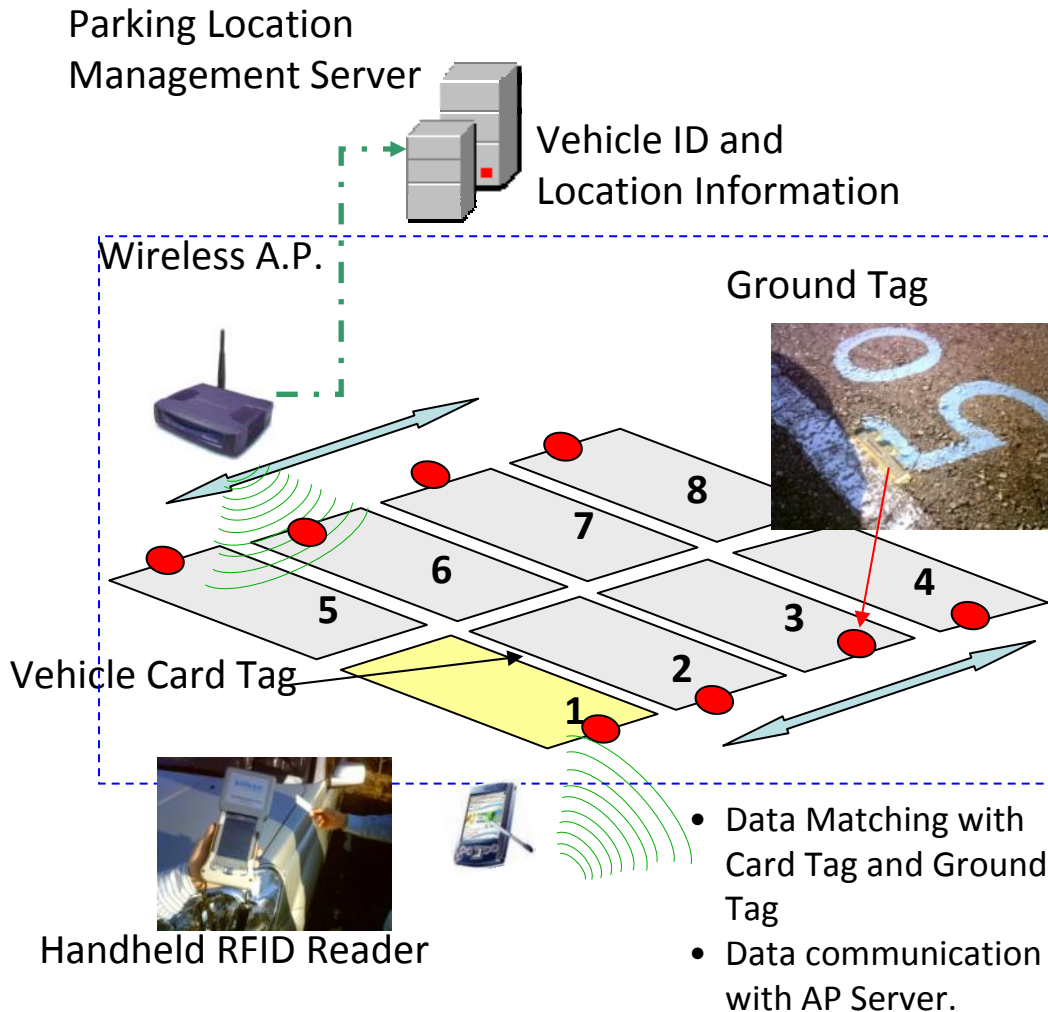 Parking Location
Management Server
Vehicle ID and
Location Information
Wireless A.P.
Ground Tag
05
8
7
6
5
4
3
2
1
Vehicle Card Tag
Handheld RFID Reader
• Data Matching with
Card Tag and Ground
Tag
• Data communication
with AP Server.